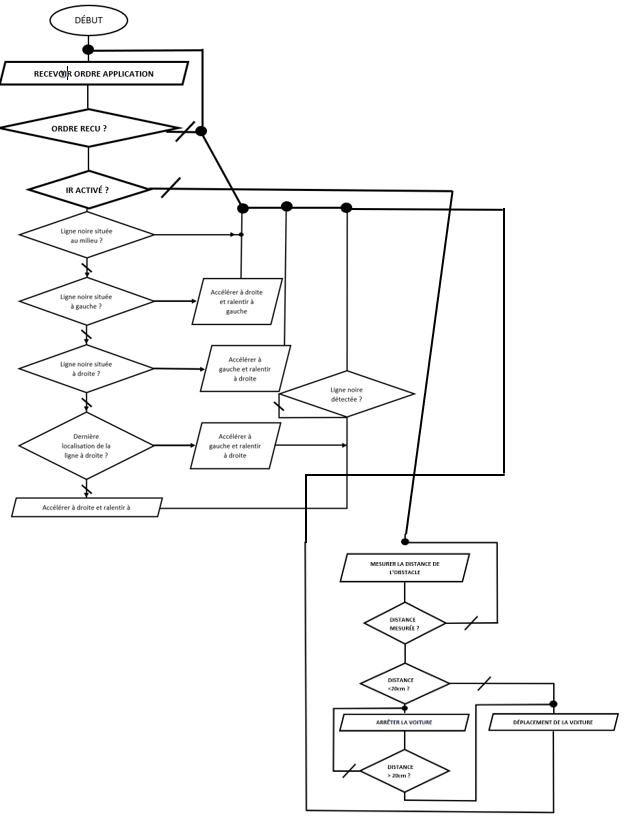 DÉBUT
RECEVOIR ORDRE APPLICATION
ORDRE RECU ?
IR ACTIVÉ ?
Ligne noire située
au milieu ?
Ligne noire située
à gauche ?
Accélérer à droite
et ralentir à
gauche
Ligne noire située
à droite ?
Accélérer à
gauche et ralentir
à droite
Ligne noire
détectée ?
Dernière
localisation de la
ligne à droite ?
Accélérer à
gauche et ralentir
à droite
Accélérer à droite et ralentir à
MESURER LA DISTANCE DE
L'OBSTACLE
DISTANCE
MESURÉE ?
DISTANCE
<20cm ?
ARRÊTER LA VOITURE
DÉPLACEMENT DE LA VOITURE
DISTANCE
> 20cm ?